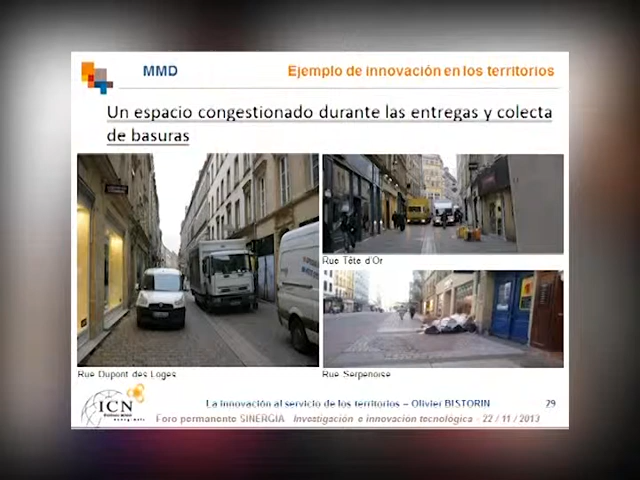 MMD
Ejemplo de innovación en los territorios
Un espacio congestionado durante las entregas y colecta
de basuras
Rue Tête d'Or
Rue Dupont des Loges
Rue Serpenoise
ICN
La innovación al servicio de los territorios – Olivier BISTORIN
29
Foro permanente SINERGIA Investigación e innovación tecnológica - 22 / 11 / 2013